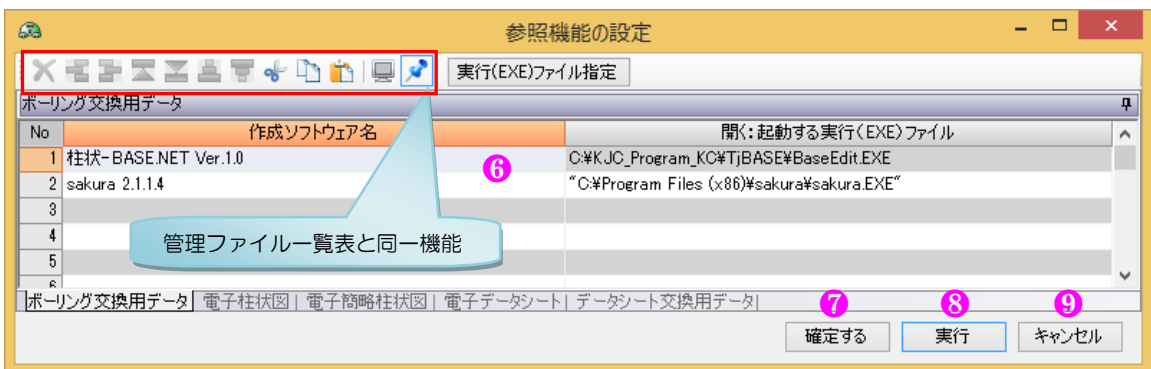 参照機能の設定
実行(EXE)ファイル指定
ボーリング交換用データ
No 作成ソフトウェア名 開く:起動する実行(EXE)ファイル
1 柱状-BASE.NET Ver.1.0 C:¥KJC_Program_KC¥TjBASE¥BaseEdit.EXE
❻
2 sakura 2.1.1.4 "C:¥Program Files (x86)¥sakura¥sakura.EXE"
3
4
管理ファイル一覧表と同一機能
5
6
ボーリング交換用データ| 電子柱状図| 電子簡略柱状図| 電子データシート| データシート交換用データ|
❼ ❽ ❾
確定する 実行 キャンセル